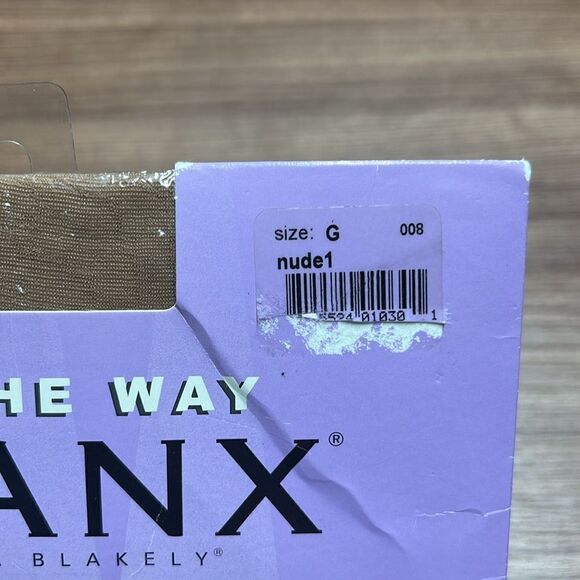 size: G 008
nude1
5524 01030 1
HE WAY
ANX®
BLAKELY®